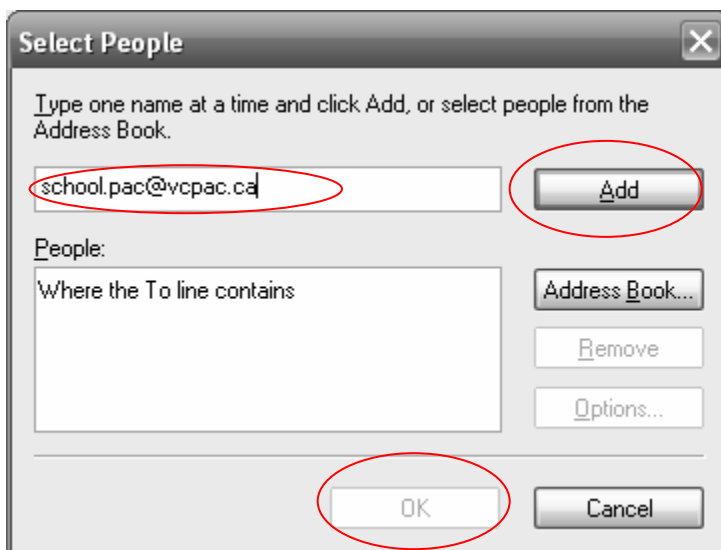 Select People
Type one name at a time and click Add, or select people from the
Address Book.
school.pac@vcpac.ca
Add
People:
Where the To line contains
Address Book...
Remove
Options...
OK
Cancel